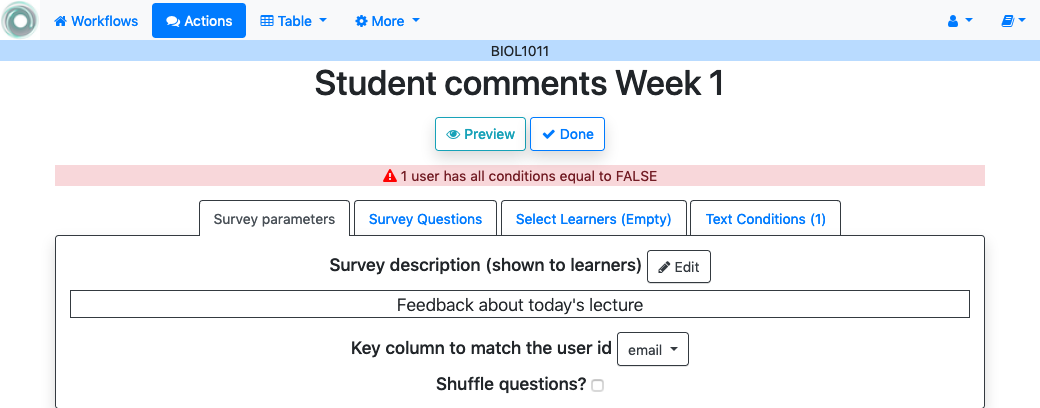 Workflows Actions Table More
BIOL1011
Student comments Week 1
Preview Done
1 user has all conditions equal to FALSE
Survey parameters Survey Questions Select Learners (Empty) Text Conditions (1)
Survey description (shown to learners) Edit
Feedback about today's lecture
Key column to match the user id email
Shuffle questions?